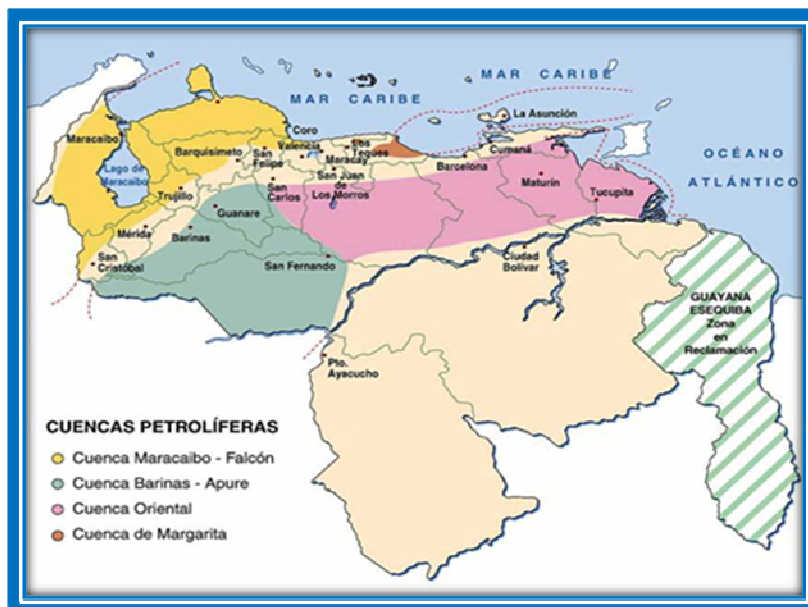 MAR CARIBE
MAR CARIBE
La Asunción
Maracaibo
Coro
Cumaná
Los
Teques
Valencia
Barquisimeto
San
Felipe
Maracay
Barcelona
OCÉANO
ATLÁNTICO
Lago de
Maracaibo
San Juan
de
Los Morros
San
Carlos
Maturín
Trujillo
Tucupita
Guanare
Mérida
Barinas
San
Cristóbal
San Fernando
Ciudad
Bolívar
GUAYANA
ESEQUIBA
Zona
en
Reclamación
Pto.
Ayacucho
CUENCAS PETROLÍFERAS
Cuenca Maracaibo - Falcón
Cuenca Barinas - Apure
Cuenca Oriental
Cuenca de Margarita